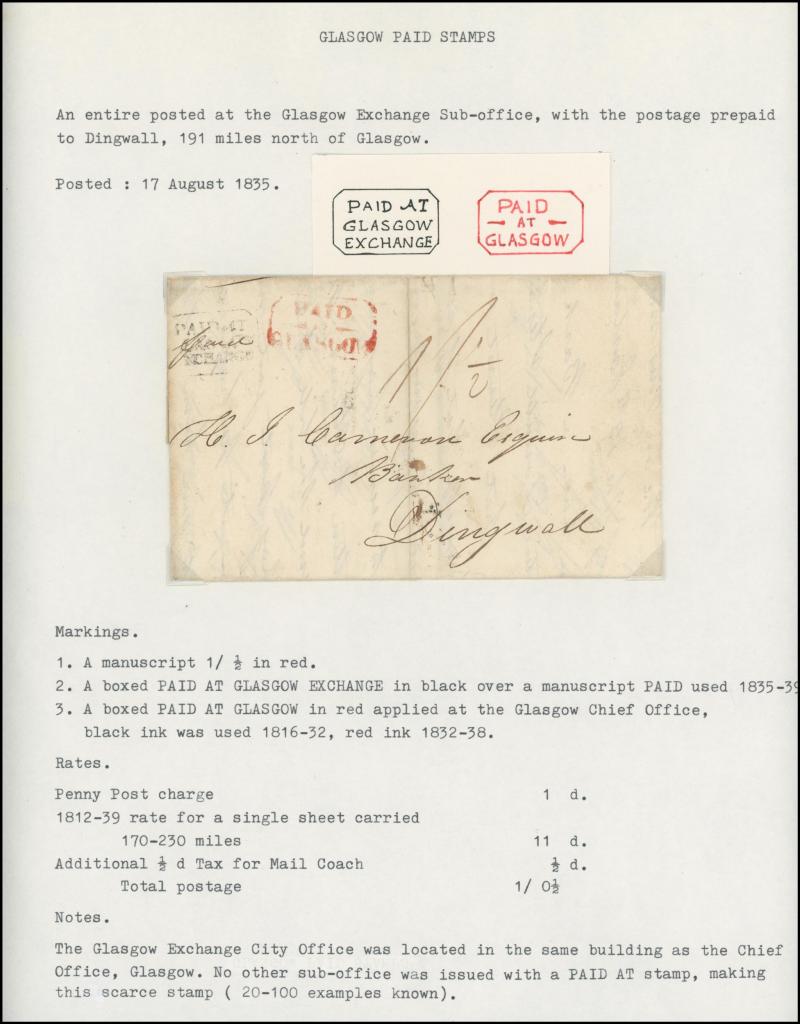 GLASGOW PAID STAMPS
An entire posted at the Glasgow Exchange Sub-office, with the postage prepaid
to Dingwall, 191 miles north of Glasgow.
Posted : 17 August 1835.
PAID AT
GLASGOW
EXCHANGE
PAID
AT
GLASGOW
PAID AT
paid
EXCHANGE
PAID
GLASGOW
1/ ½
H. J. Cameron Esquire
Banker
Dingwall
Markings.
1. A manuscript 1/ ½ in red.
2. A boxed PAID AT GLASGOW EXCHANGE in black over a manuscript PAID used 1835-39
3. A boxed PAID AT GLASGOW in red applied at the Glasgow Chief Office,
black ink was used 1816-32, red ink 1832-38.
Rates.
Penny Post charge 1 d.
1812-39 rate for a single sheet carried
170-230 miles 11 d.
Additional ½ d Tax for Mail Coach ½ d.
Total postage 1/ 0½
Notes.
The Glasgow Exchange City Office was located in the same building as the Chief
Office, Glasgow. No other sub-office was issued with a PAID AT stamp, making
this scarce stamp ( 20-100 examples known).